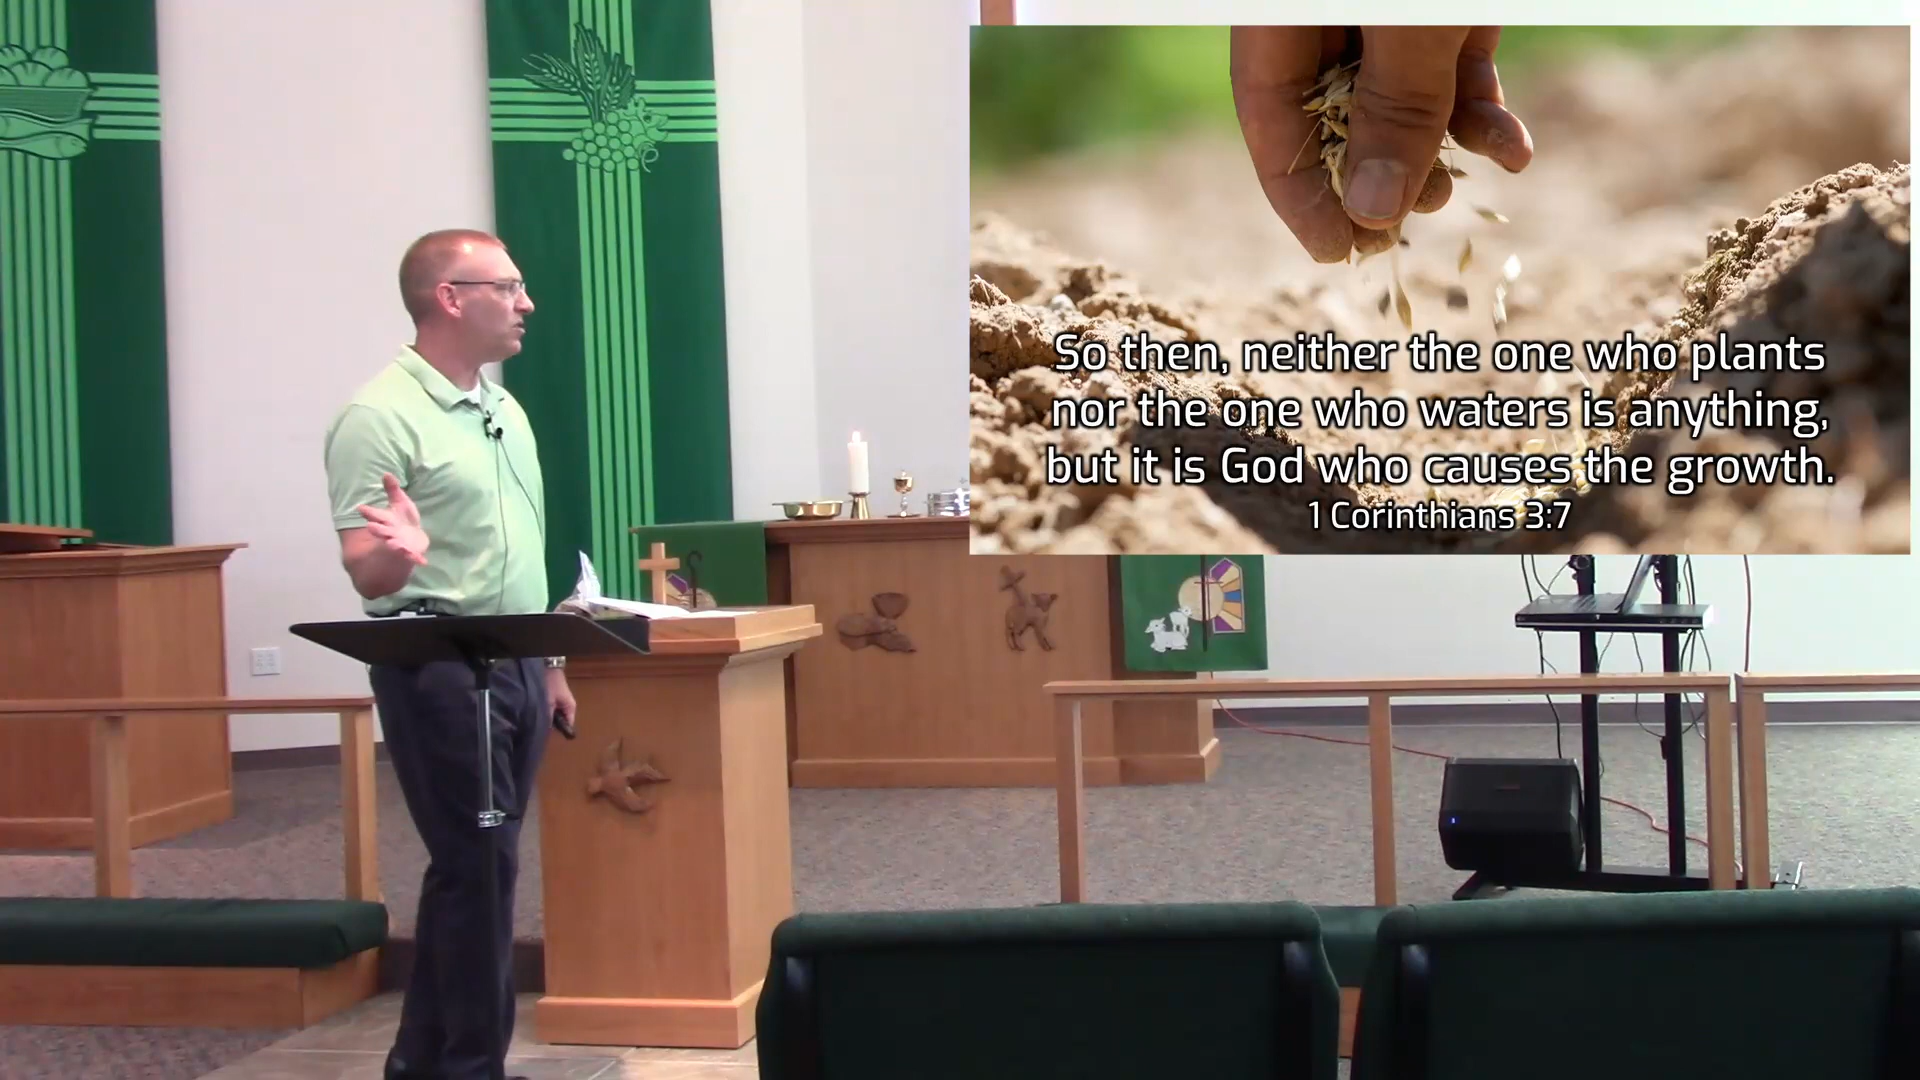 So then, neither the one who plants
nor the one who waters is anything,
but it is God who causes the growth.
1 Corinthians 3:7